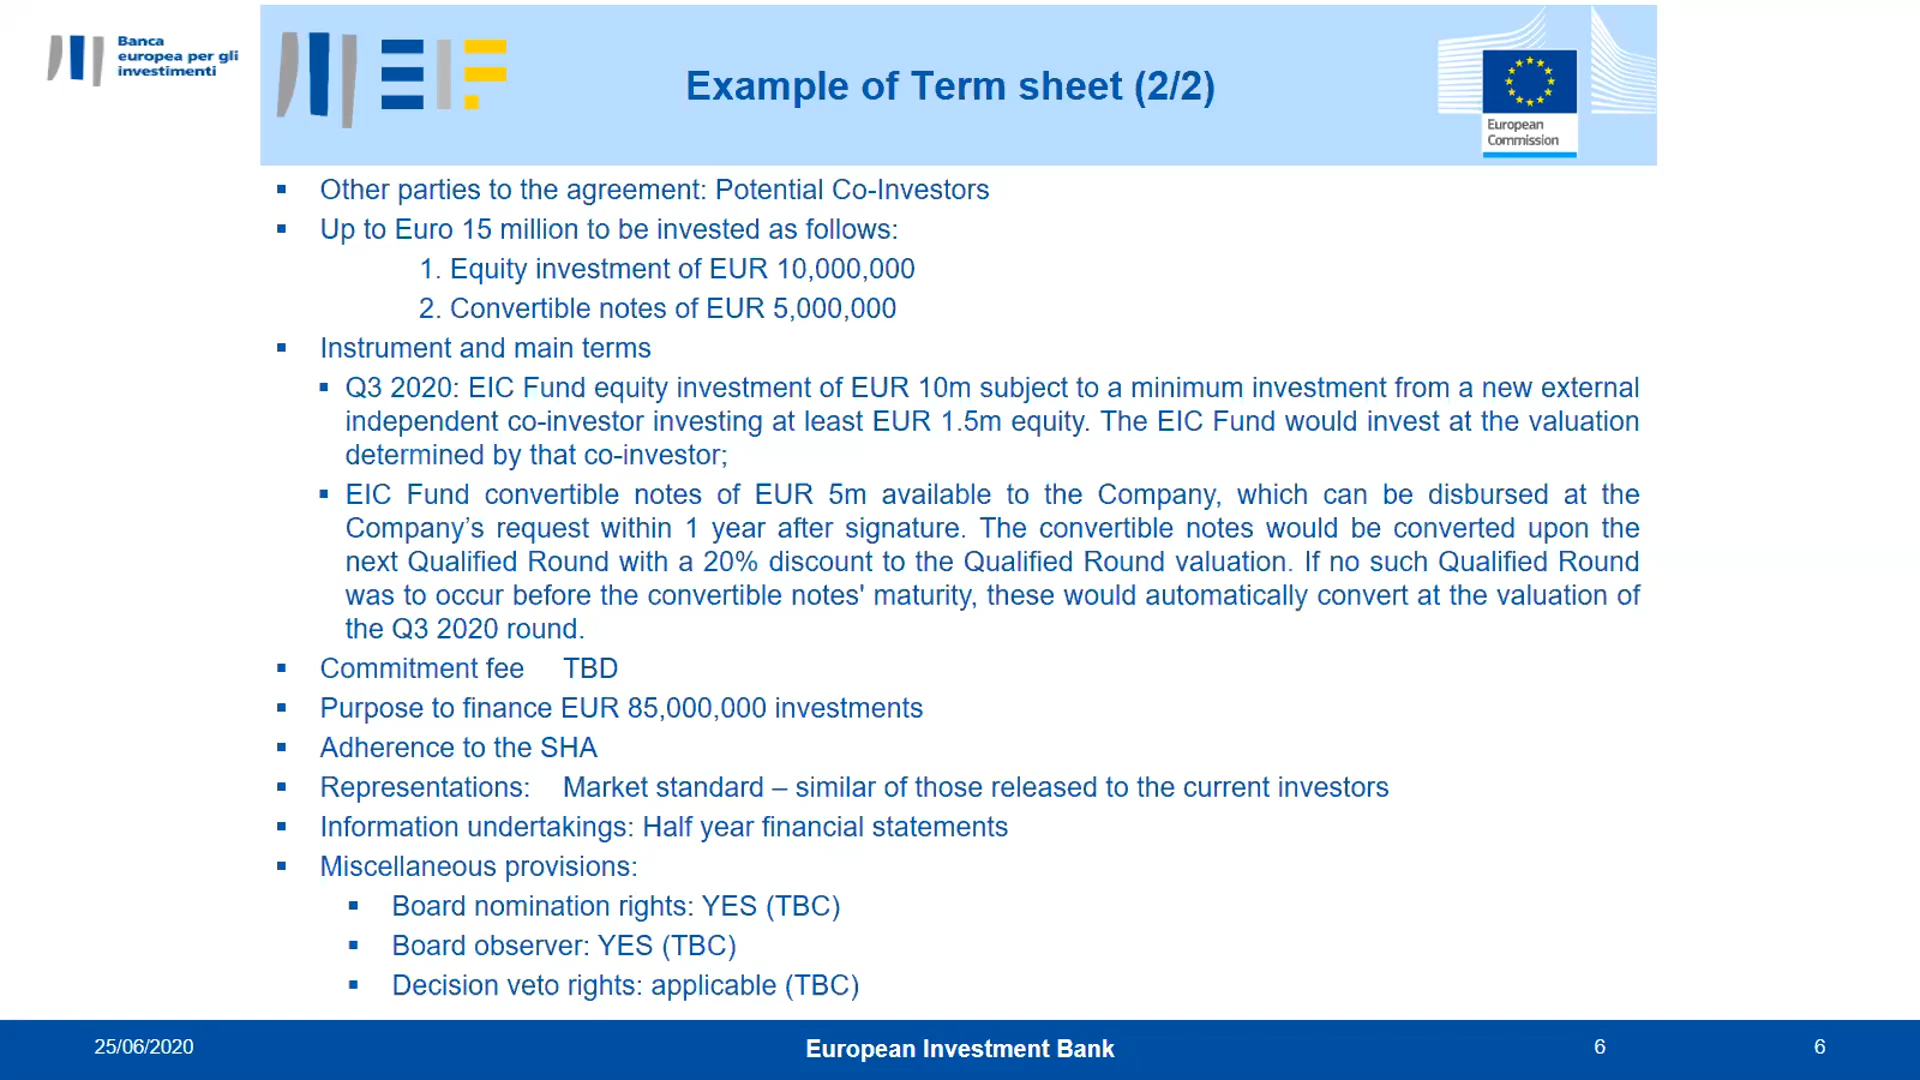 Banca
europea per gli
investimenti
EIF
Example of Term sheet (2/2)
European
Commission
▪ Other parties to the agreement: Potential Co-Investors
▪ Up to Euro 15 million to be invested as follows:
1. Equity investment of EUR 10,000,000
2. Convertible notes of EUR 5,000,000
▪ Instrument and main terms
▪ Q3 2020: EIC Fund equity investment of EUR 10m subject to a minimum investment from a new external
independent co-investor investing at least EUR 1.5m equity. The EIC Fund would invest at the valuation
determined by that co-investor;
▪ EIC Fund convertible notes of EUR 5m available to the Company, which can be disbursed at the
Company’s request within 1 year after signature. The convertible notes would be converted upon the
next Qualified Round with a 20% discount to the Qualified Round valuation. If no such Qualified Round
was to occur before the convertible notes' maturity, these would automatically convert at the valuation of
the Q3 2020 round.
▪ Commitment fee TBD
▪ Purpose to finance EUR 85,000,000 investments
▪ Adherence to the SHA
▪ Representations: Market standard – similar of those released to the current investors
▪ Information undertakings: Half year financial statements
▪ Miscellaneous provisions:
▪ Board nomination rights: YES (TBC)
▪ Board observer: YES (TBC)
▪ Decision veto rights: applicable (TBC)
25/06/2020
European Investment Bank
6
6